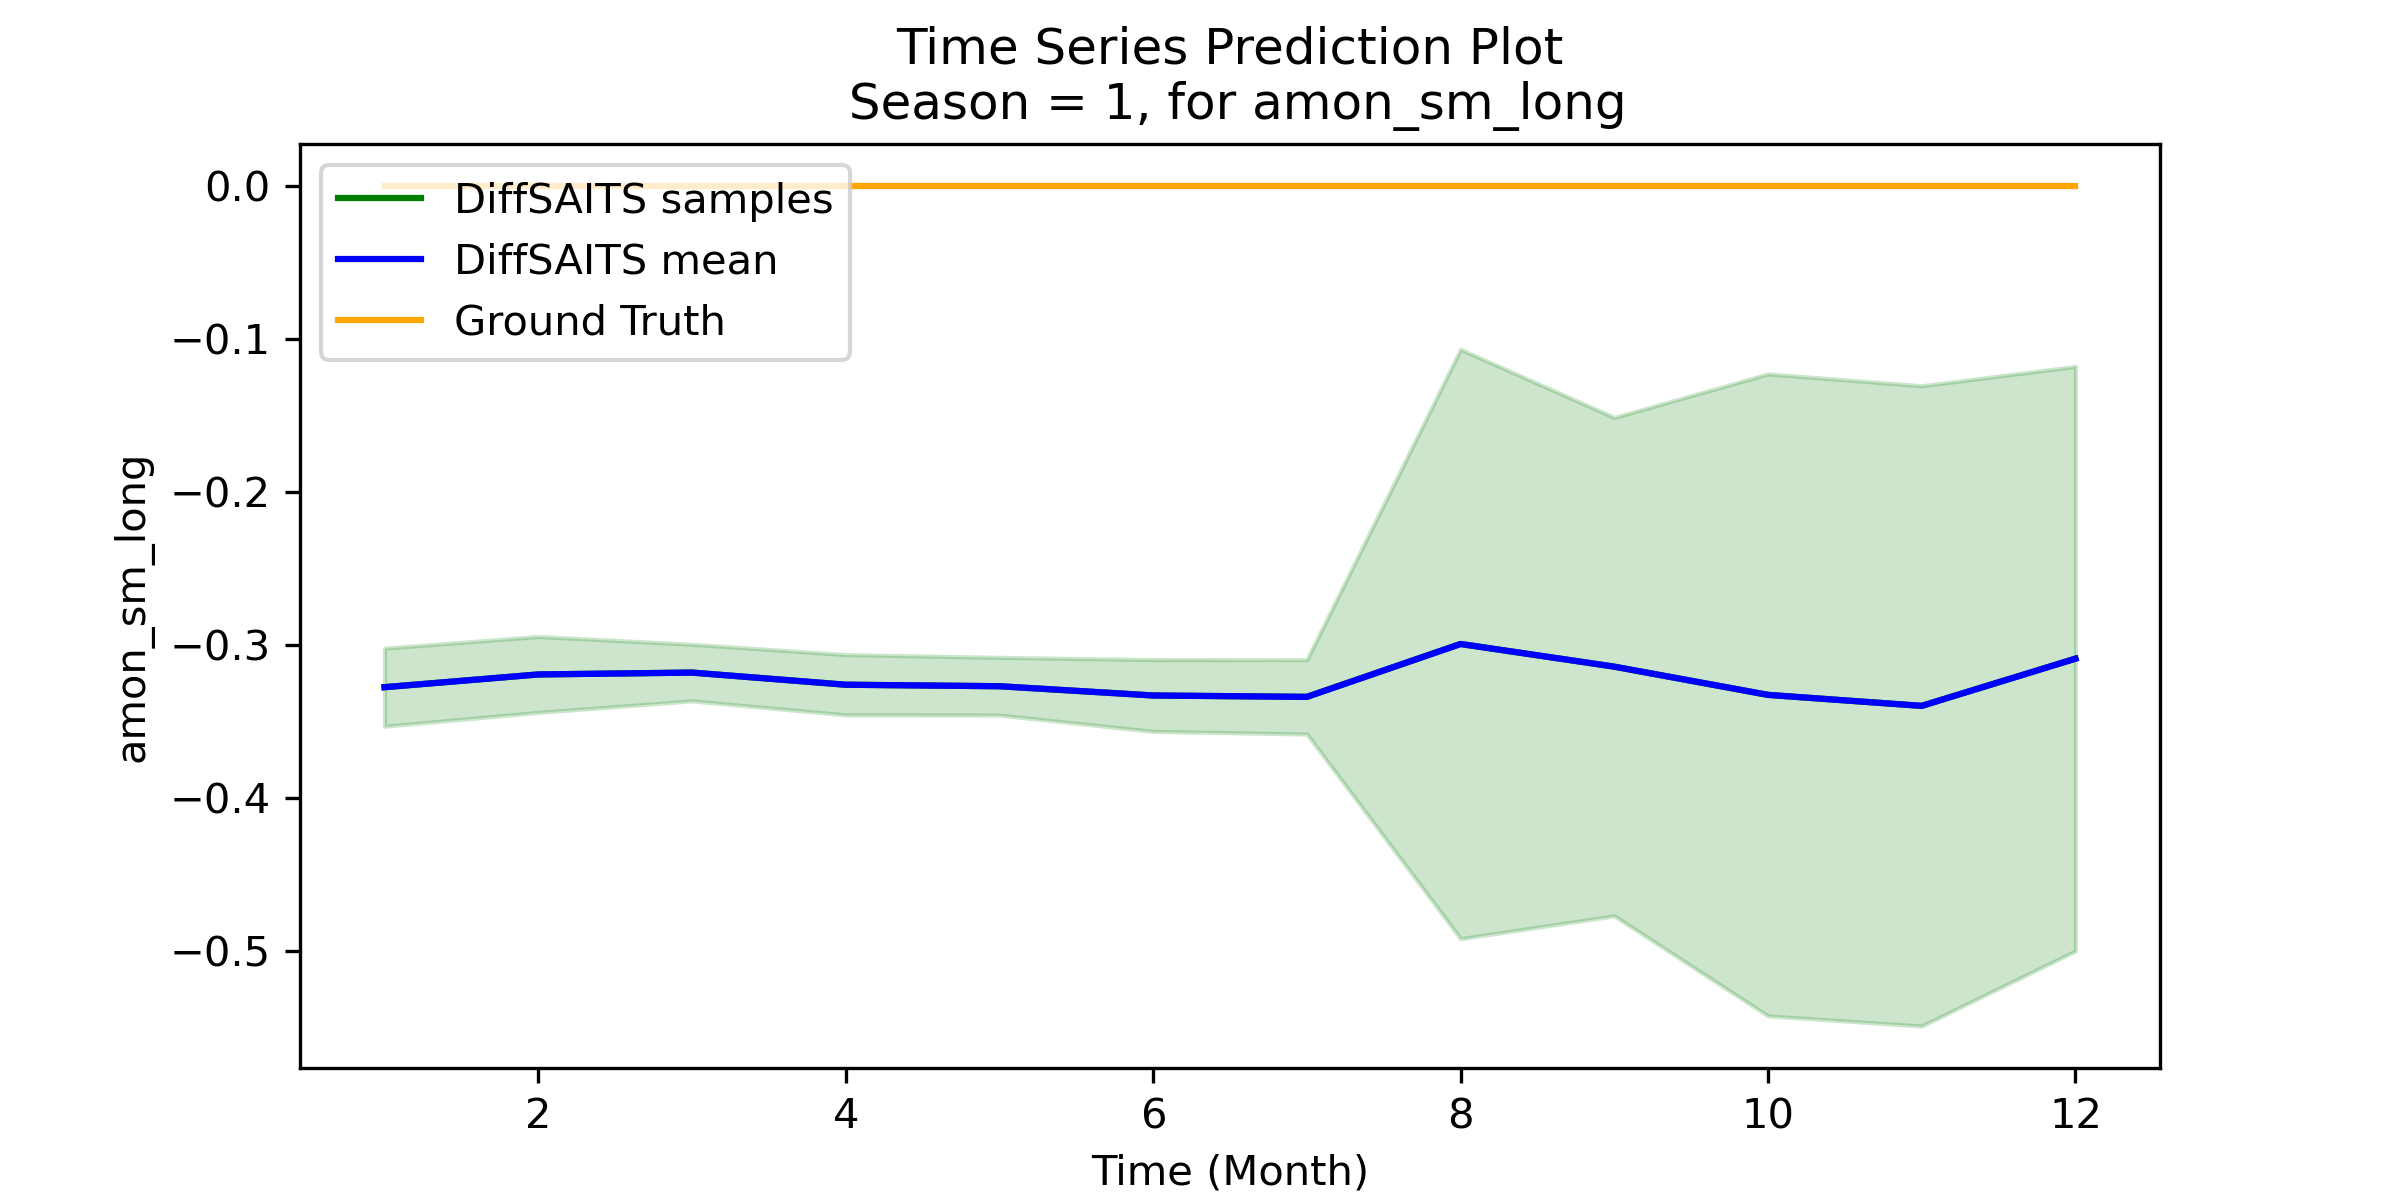 Time Series Prediction Plot
Season = 1, for amon_sm_long
DiffSAITS samples
DiffSAITS mean
Ground Truth
0.0
−0.1
−0.2
−0.3
−0.4
−0.5
amon_sm_long
2 4 6 8 10 12
Time (Month)